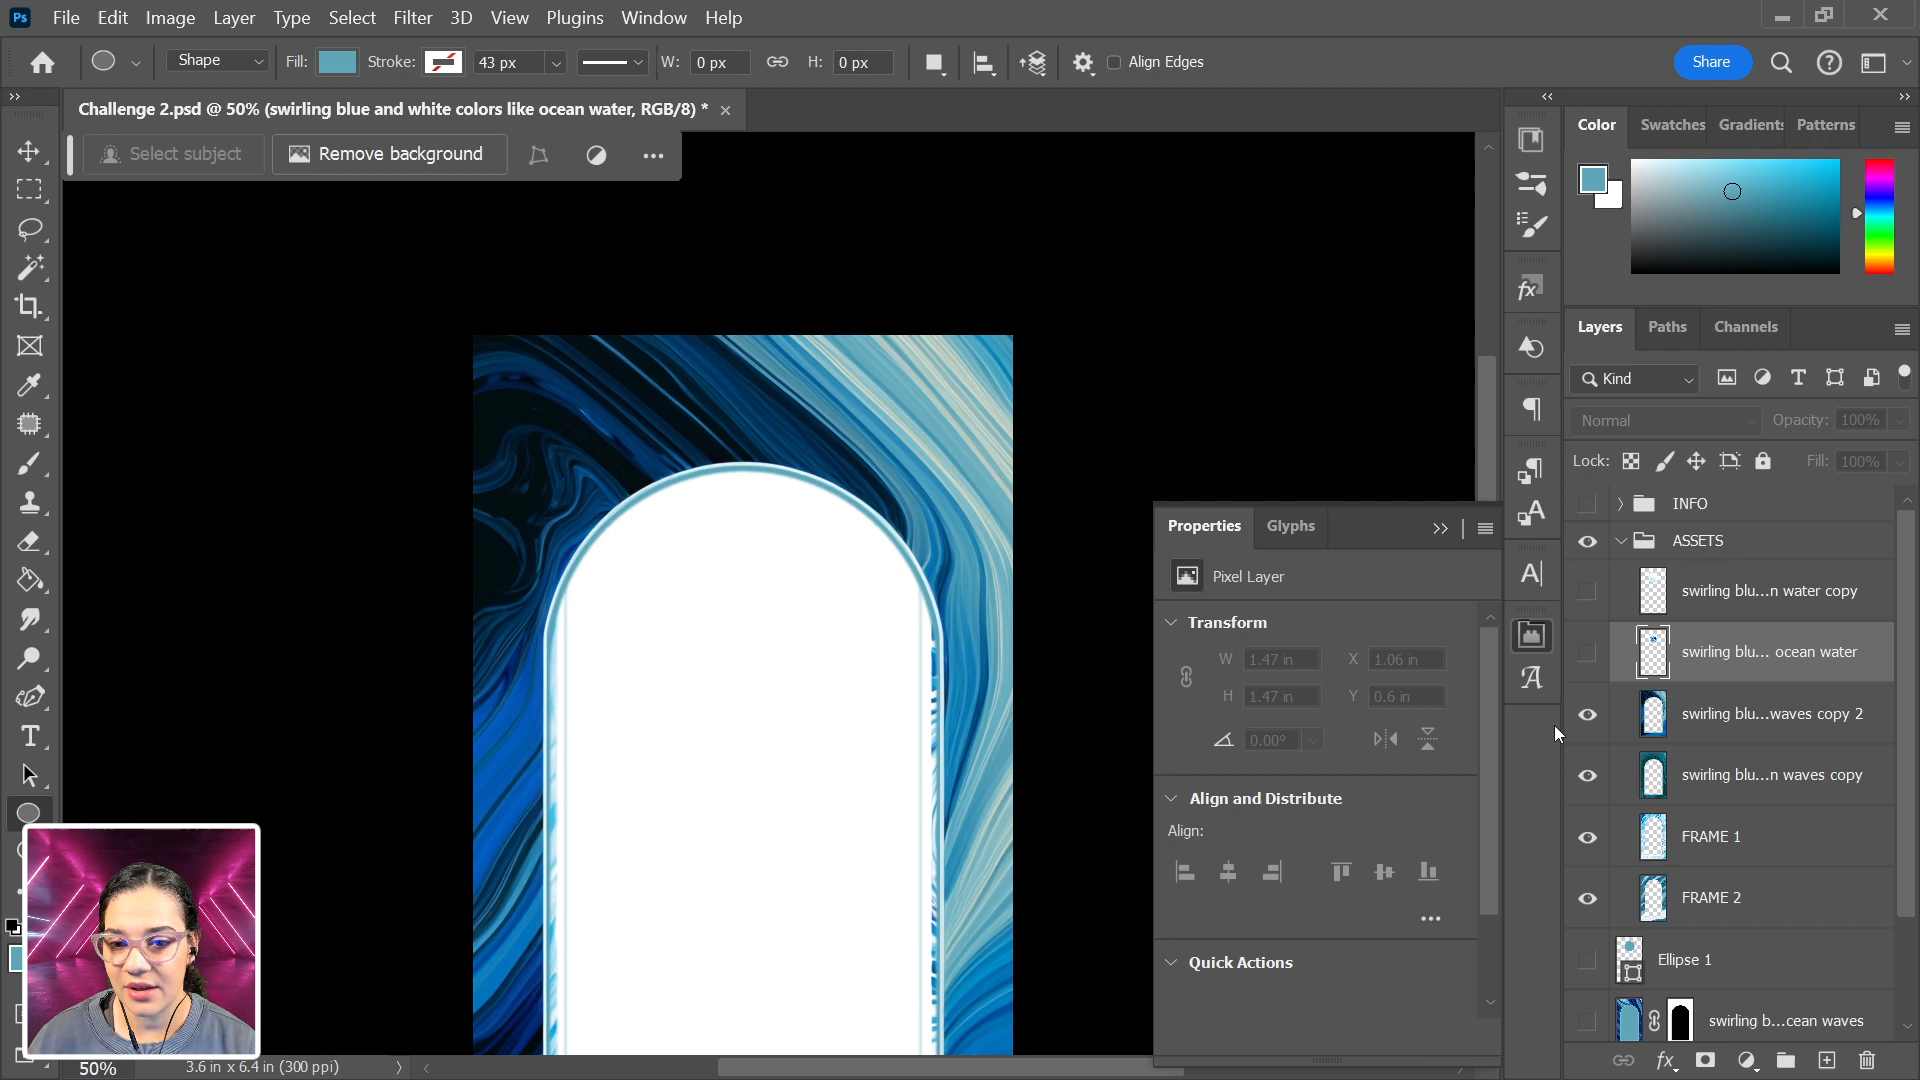 Ps File Edit Image Layer Type Select Filter 3D View Plugins Window Help
Shape Fill: Stroke: 43 px W: 0 px H: 0 px Align Edges Share
Challenge 2.psd @ 50% (swirling blue and white colors like ocean water, RGB/8) *
Select subject Remove background
Color Swatches Gradients Patterns
Layers Paths Channels
Kind
Normal Opacity: 100%
Lock: Fill: 100%
INFO
ASSETS
swirling blu...n water copy
swirling blu... ocean water
swirling blu...waves copy 2
swirling blu...n waves copy
FRAME 1
FRAME 2
Ellipse 1
swirling b...cean waves
Properties Glyphs
Pixel Layer
Transform
W 1.47 in X 1.06 in
H 1.47 in Y 0.6 in
0.00°
Align and Distribute
Align:
Quick Actions
50% 3.6 in x 6.4 in (300 ppi)